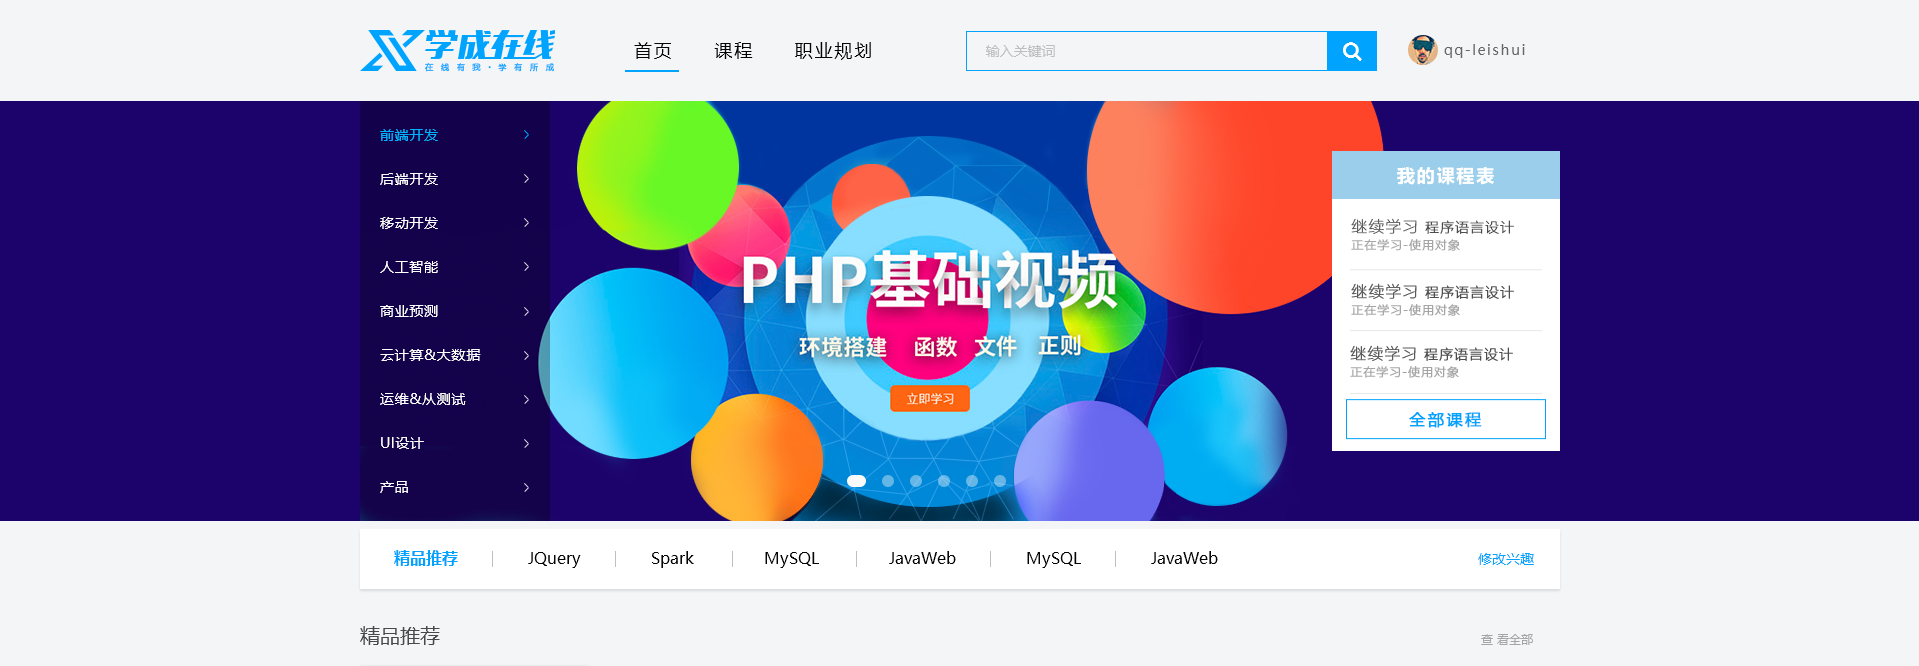 学成在线
在线有我·学有所成
首页 课程 职业规划
输入关键词
qq-leishui
前端开发
后端开发
移动开发
人工智能
商业预测
云计算&大数据
运维&从测试
UI设计
产品
PHP基础视频
环境搭建 函数 文件 正则
立即学习
我的课程表
继续学习 程序语言设计
正在学习-使用对象
继续学习 程序语言设计
正在学习-使用对象
继续学习 程序语言设计
正在学习-使用对象
全部课程
精品推荐 JQuery Spark MySQL JavaWeb MySQL JavaWeb 修改兴趣
精品推荐 查 看全部